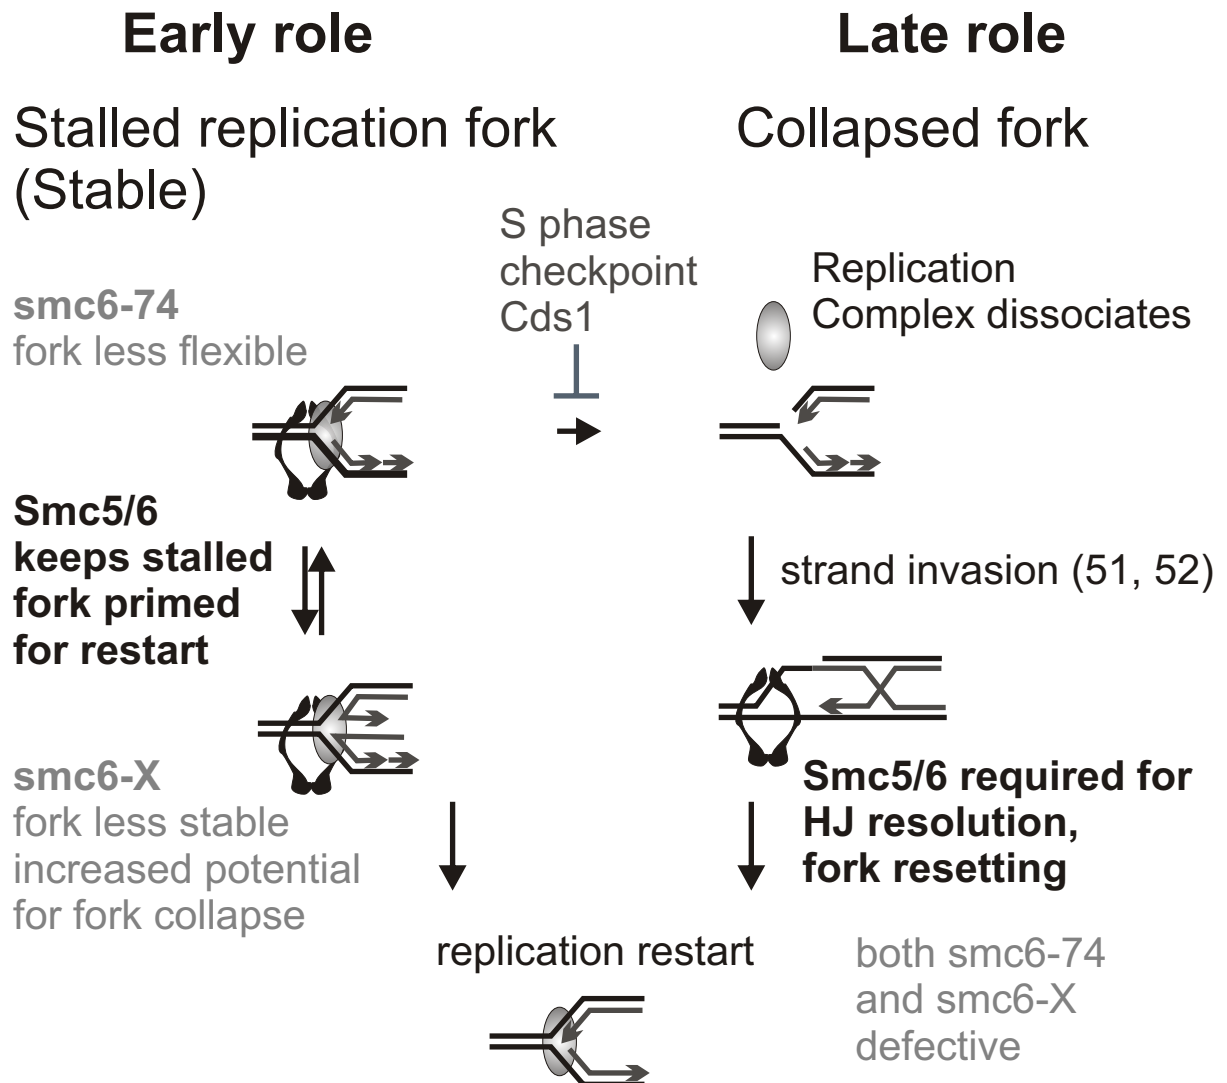 Early role
Late role
Stalled replication fork
(Stable)
Collapsed fork
S phase
checkpoint
Cds1
Replication
Complex dissociates
smc6-74
fork less flexible
Smc5/6
keeps stalled
fork primed
for restart
strand invasion (51, 52)
smc6-X
fork less stable
increased potential
for fork collapse
Smc5/6 required for
HJ resolution,
fork resetting
replication restart
both smc6-74
and smc6-X
defective